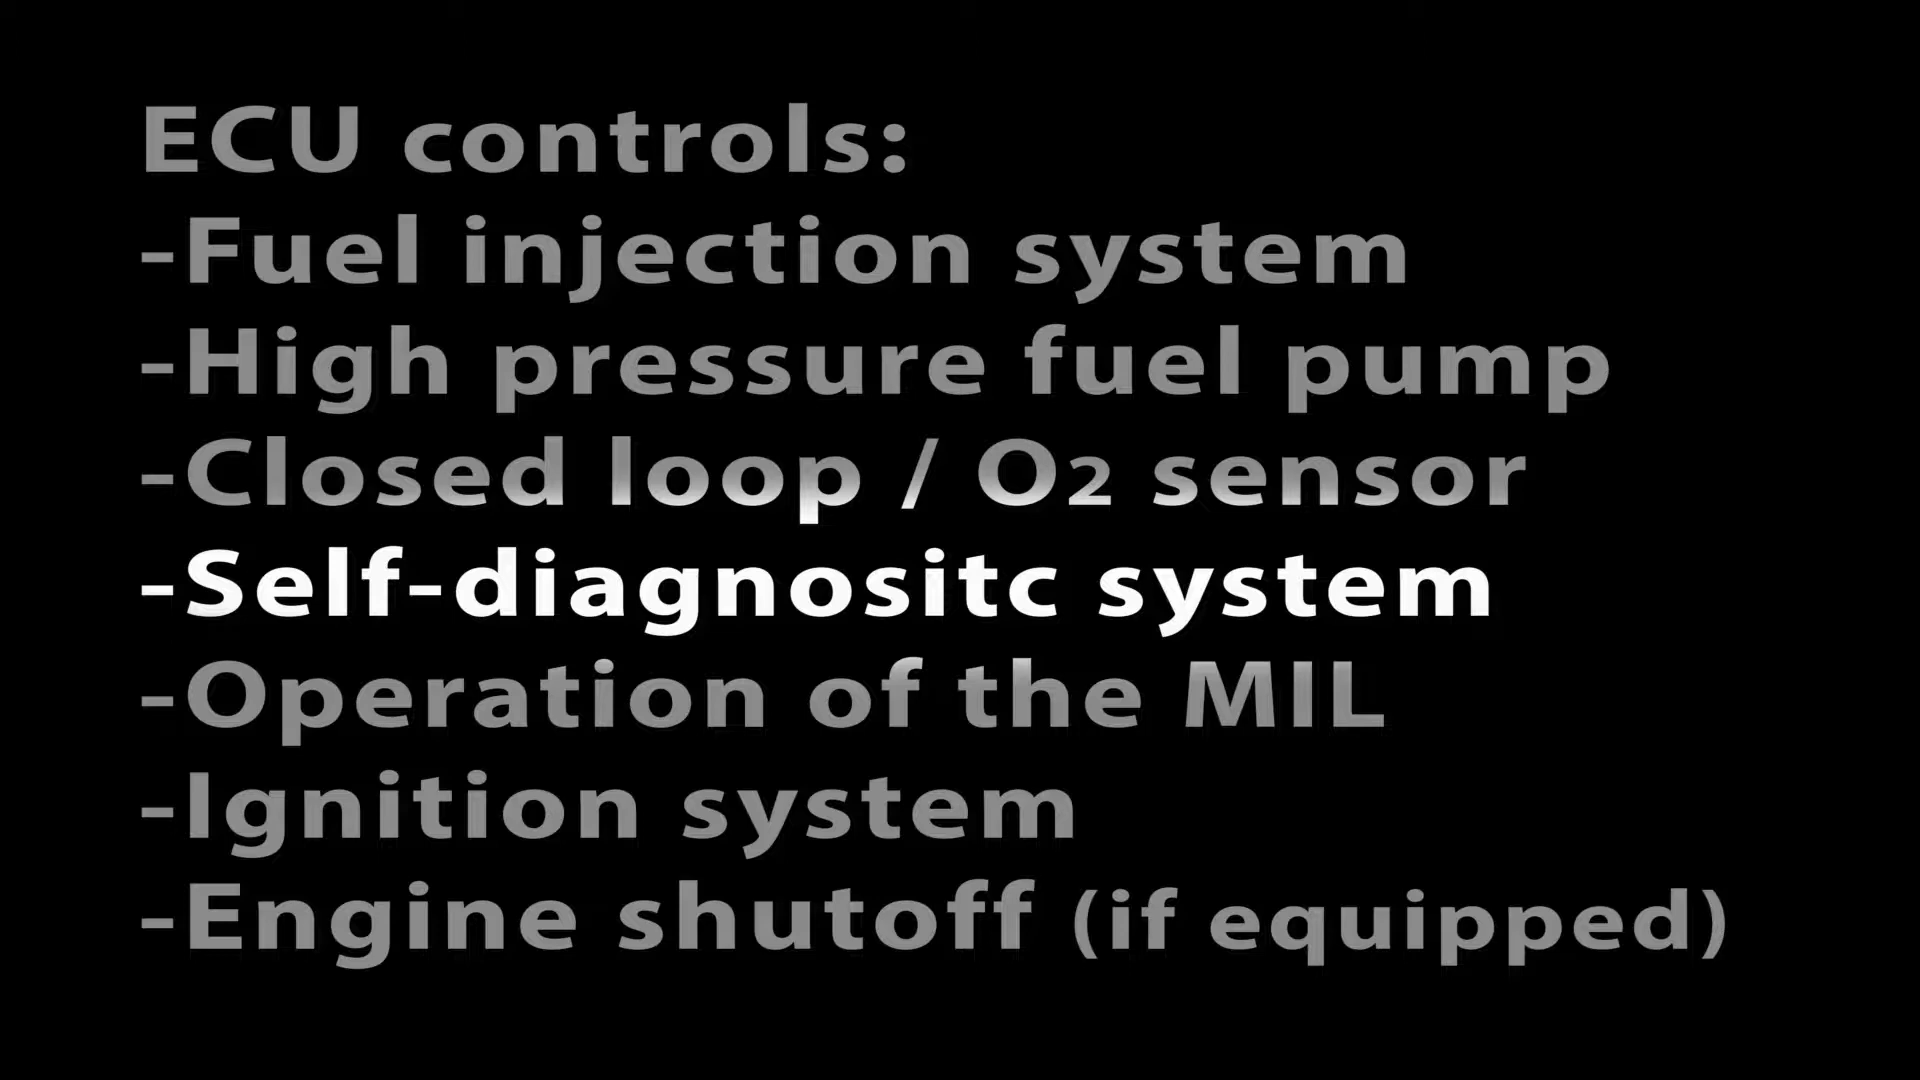 ECU controls:
-Fuel injection system
-High pressure fuel pump
-Closed loop / O2 sensor
-Self-diagnositc system
-Operation of the MIL
-Ignition system
-Engine shutoff (if equipped)